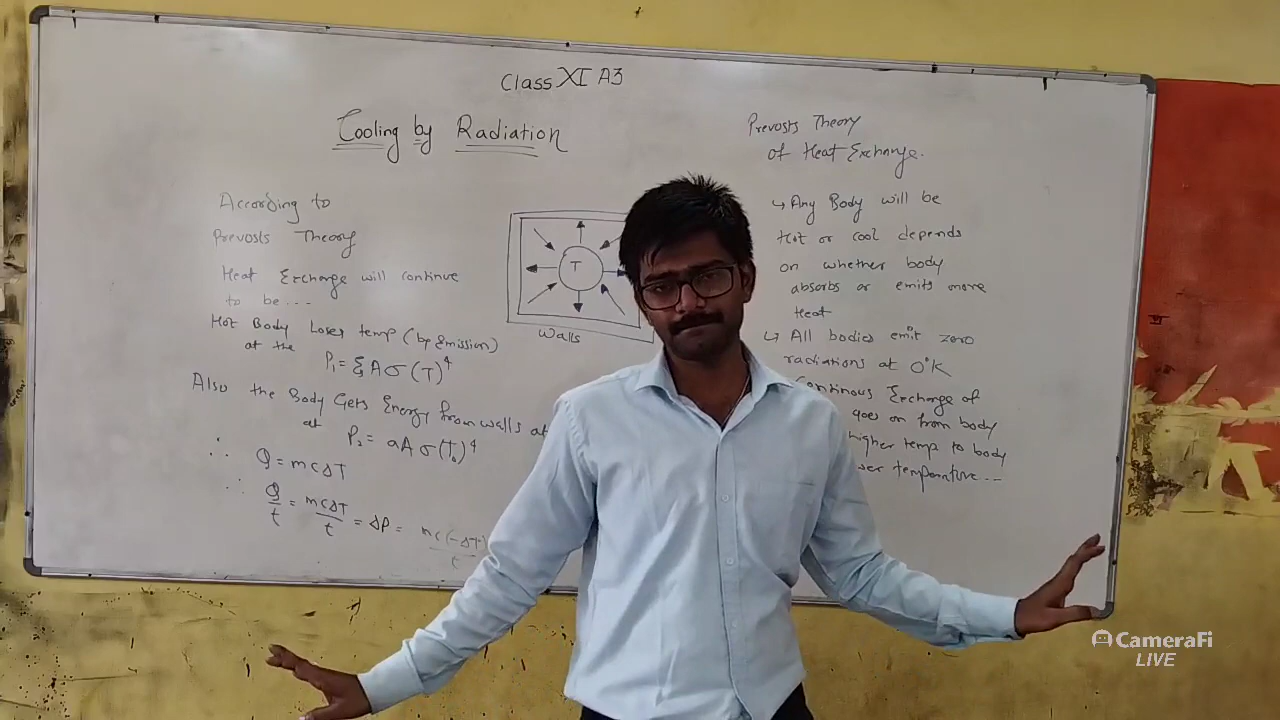 Class XI A3
Cooling by Radiation
According to
Prevosts Theory
Heat Exchange will continue
to be...
Hot Body Loses temp (by Emission)
at the P₁ = ξAσ(T)⁴
Also the Body Gets Energy from walls at
at P₂ = aAσ(T₀)⁴
∴ Q = mcΔT
∴ Q/t = mcΔT/t = ΔP = mc(-ΔT)/t
T
Walls
Prevosts Theory
of Heat Exchange.
↳ Any Body will be
Hot or cool depends
on whether body
absorbs or emits more
Heat
↳ All bodies emit zero
radiations at 0°K
Continous Exchange of
goes on from body
higher temp to body
temperature...
CameraFi
LIVE